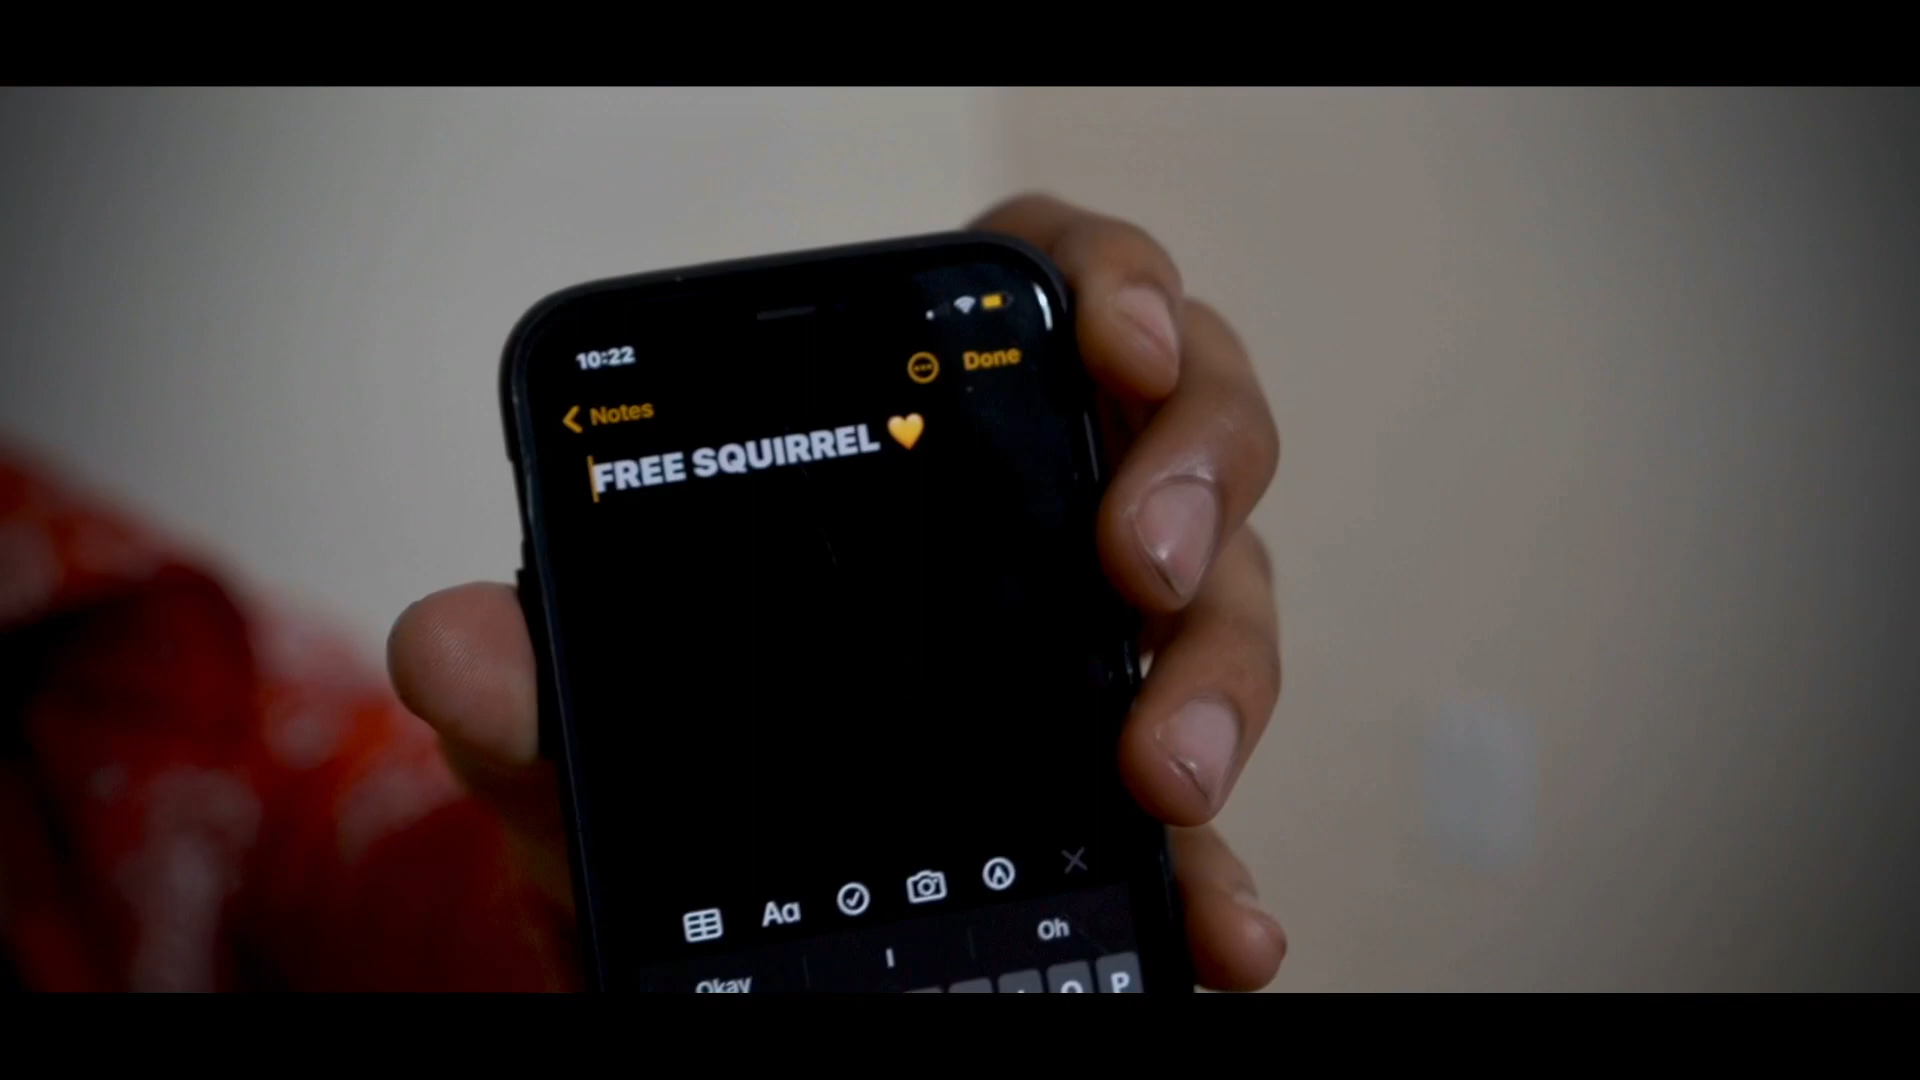 10:22
Done
Notes
FREE SQUIRREL 💛
Aa
Oh
I
Okay
O P